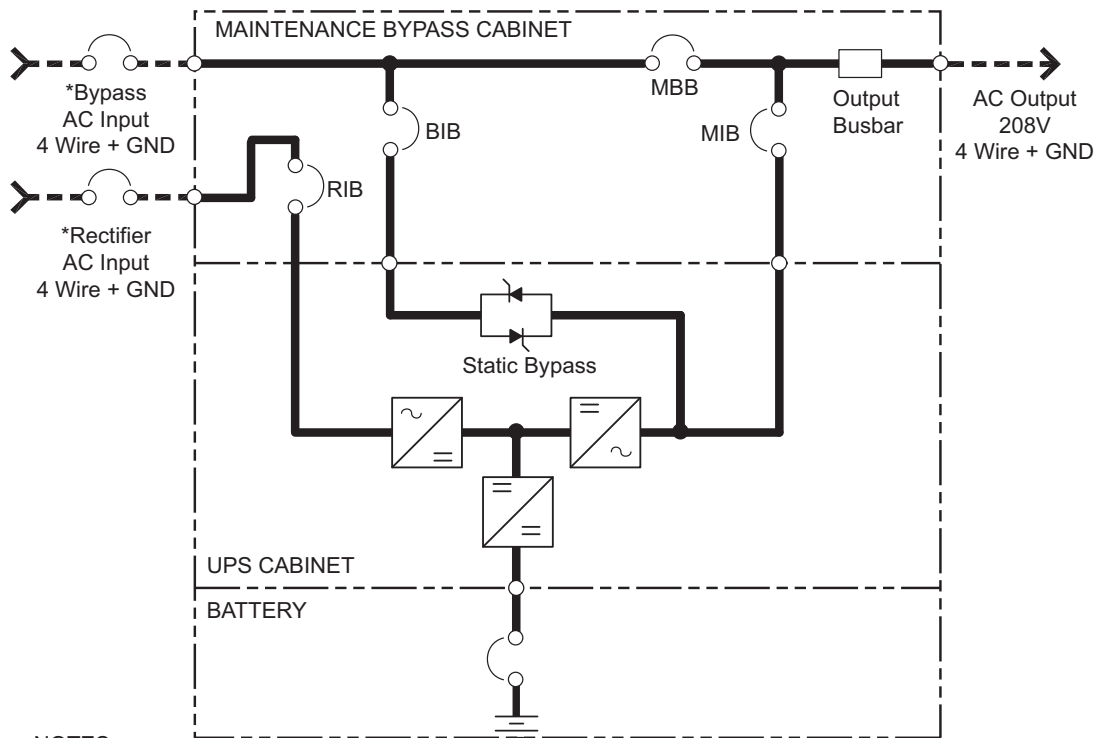 MAINTENANCE BYPASS CABINET
*Bypass
AC Input
4 Wire + GND
MBB
Output
Busbar
AC Output
208V
4 Wire + GND
BIB
MIB
RIB
*Rectifier
AC Input
4 Wire + GND
Static Bypass
UPS CABINET
BATTERY